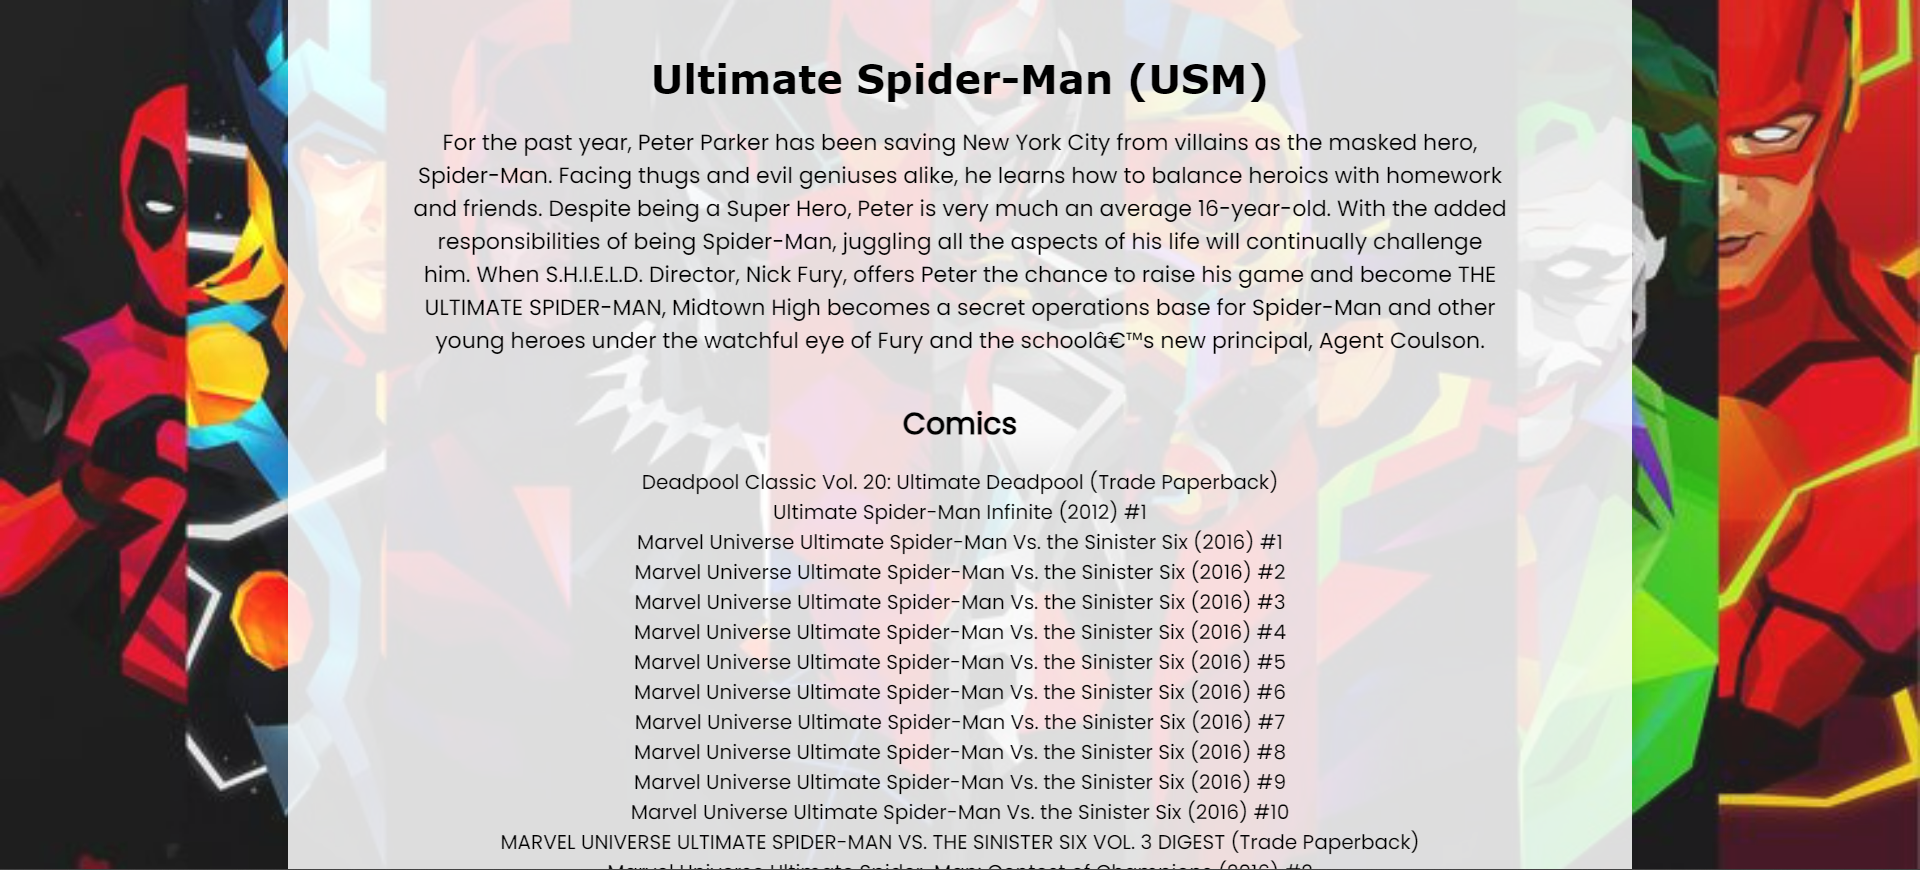 Ultimate Spider-Man (USM)
For the past year, Peter Parker has been saving New York City from villains as the masked hero,
Spider-Man. Facing thugs and evil geniuses alike, he learns how to balance heroics with homework
and friends. Despite being a Super Hero, Peter is very much an average 16-year-old. With the added
responsibilities of being Spider-Man, juggling all the aspects of his life will continually challenge
him. When S.H.I.E.L.D. Director, Nick Fury, offers Peter the chance to raise his game and become THE
ULTIMATE SPIDER-MAN, Midtown High becomes a secret operations base for Spider-Man and other
young heroes under the watchful eye of Fury and the schoolâ€™s new principal, Agent Coulson.
Comics
Deadpool Classic Vol. 20: Ultimate Deadpool (Trade Paperback)
Ultimate Spider-Man Infinite (2012) #1
Marvel Universe Ultimate Spider-Man Vs. the Sinister Six (2016) #1
Marvel Universe Ultimate Spider-Man Vs. the Sinister Six (2016) #2
Marvel Universe Ultimate Spider-Man Vs. the Sinister Six (2016) #3
Marvel Universe Ultimate Spider-Man Vs. the Sinister Six (2016) #4
Marvel Universe Ultimate Spider-Man Vs. the Sinister Six (2016) #5
Marvel Universe Ultimate Spider-Man Vs. the Sinister Six (2016) #6
Marvel Universe Ultimate Spider-Man Vs. the Sinister Six (2016) #7
Marvel Universe Ultimate Spider-Man Vs. the Sinister Six (2016) #8
Marvel Universe Ultimate Spider-Man Vs. the Sinister Six (2016) #9
Marvel Universe Ultimate Spider-Man Vs. the Sinister Six (2016) #10
MARVEL UNIVERSE ULTIMATE SPIDER-MAN VS. THE SINISTER SIX VOL. 3 DIGEST (Trade Paperback)
Marvel Universe Ultimate Spider-Man: Contest of Champions (2016)